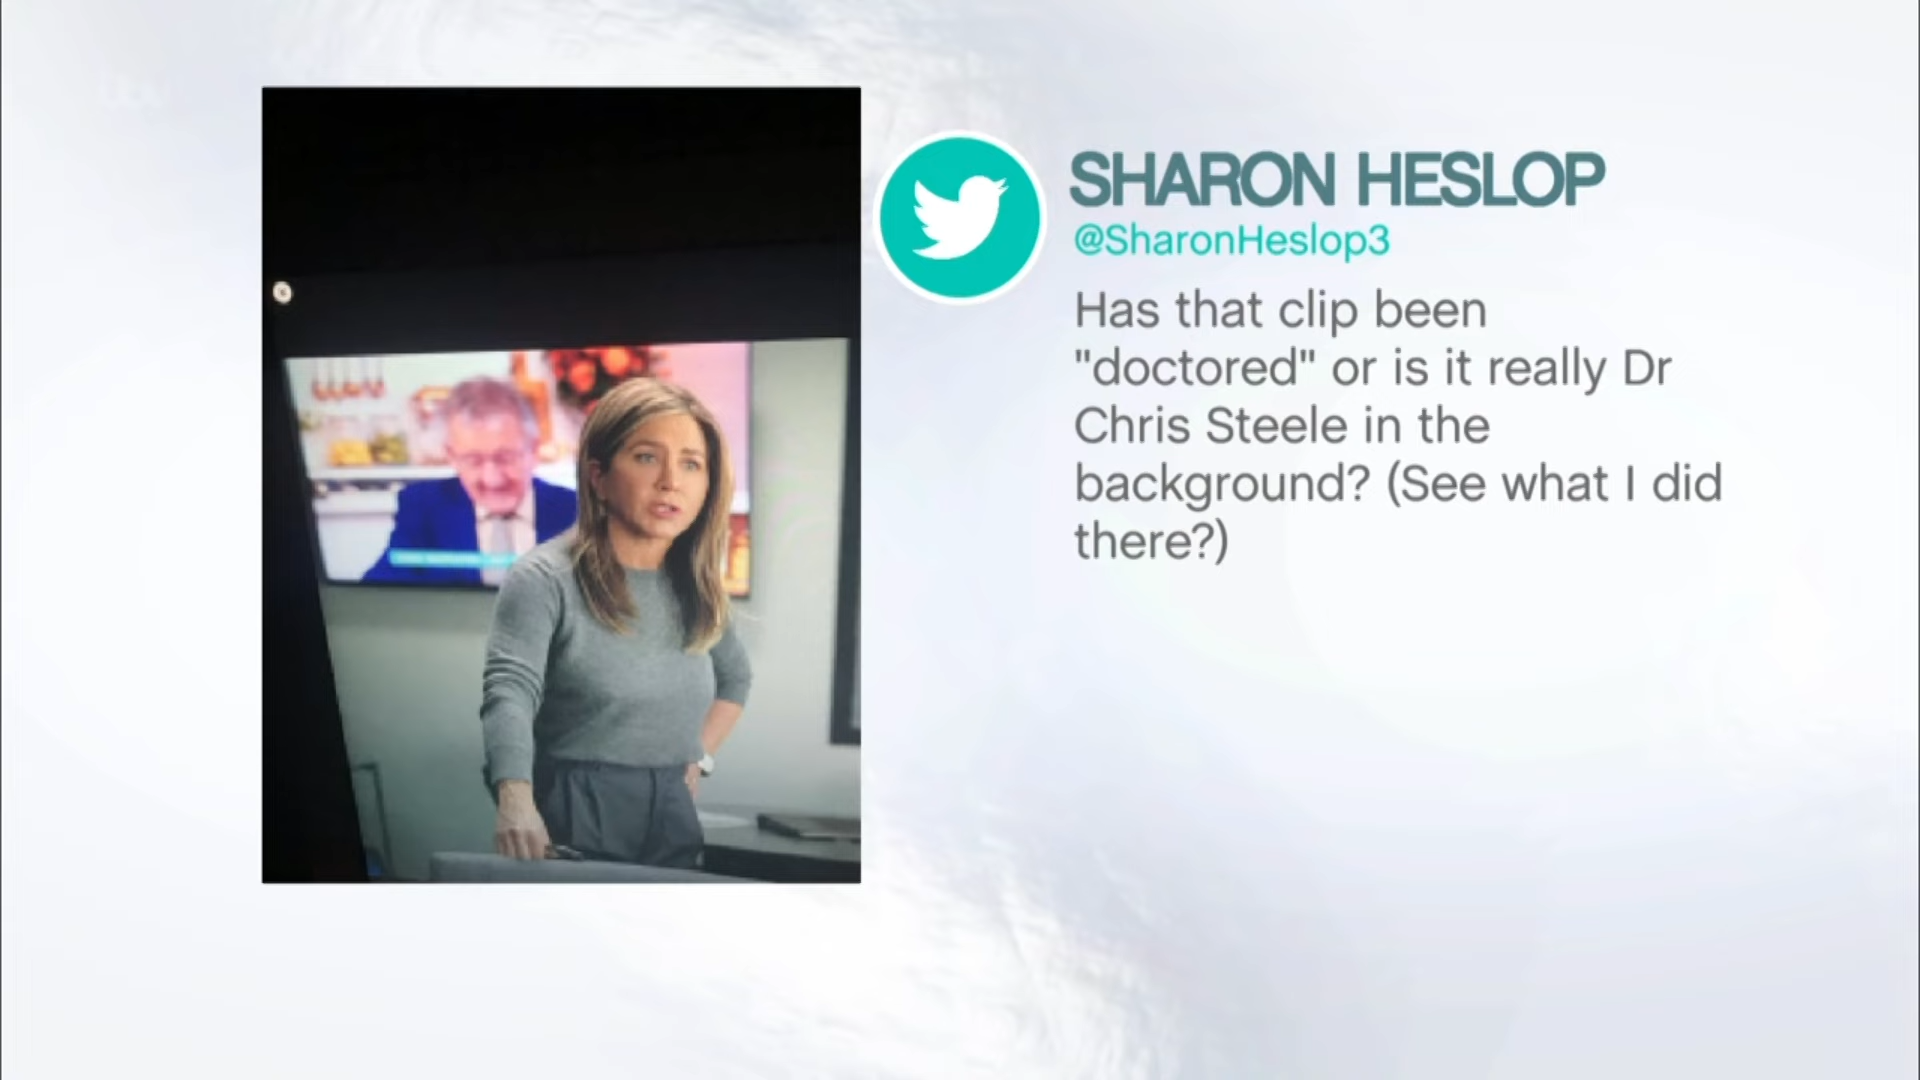 SHARON HESLOP
@SharonHeslop3
Has that clip been
"doctored" or is it really Dr
Chris Steele in the
background? (See what I did
there?)